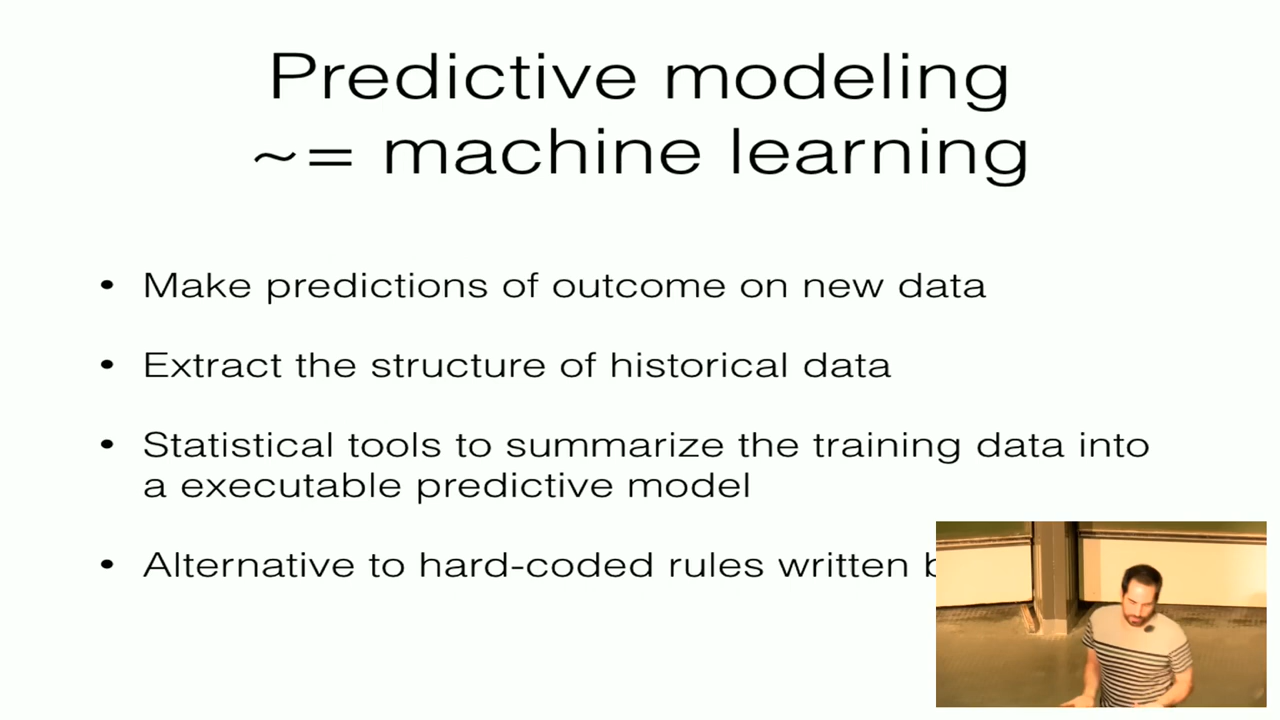 Predictive modeling
~= machine learning
• Make predictions of outcome on new data
• Extract the structure of historical data
• Statistical tools to summarize the training data into
a executable predictive model
• Alternative to hard-coded rules written